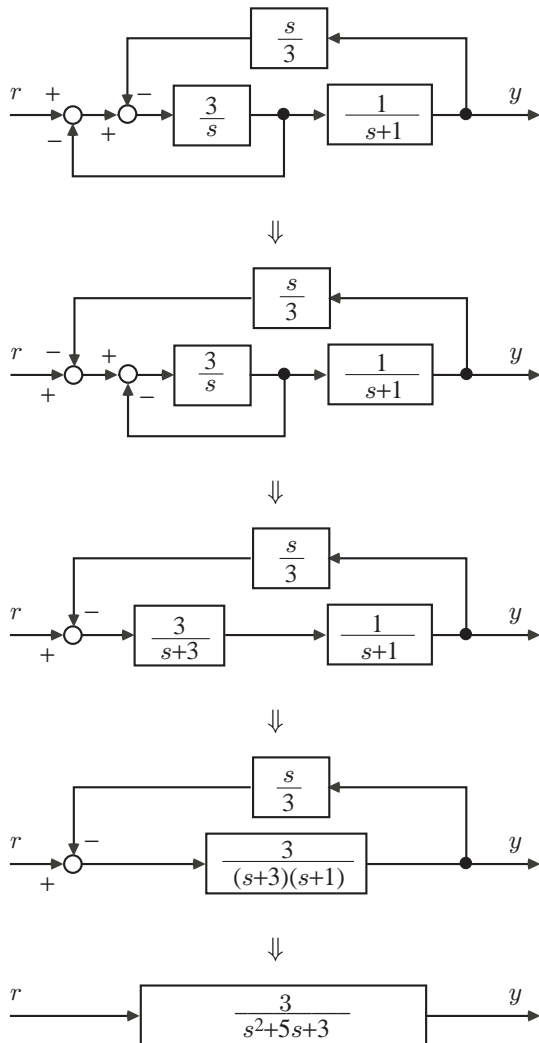 s/3
r + − 3/s 1/(s+1) y
− +
⇓
s/3
r − + 3/s 1/(s+1) y
+ −
⇓
s/3
r − 3/(s+3) 1/(s+1) y
+
⇓
s/3
r − 3/((s+3)(s+1)) y
+
⇓
r 3/(s²+5s+3) y